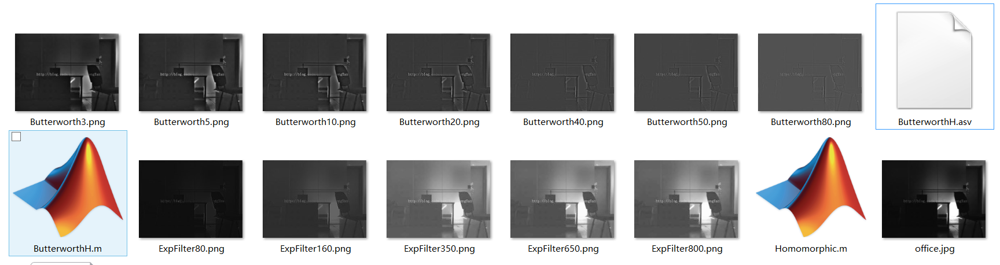 Butterworth3.png
Butterworth5.png
Butterworth10.png
Butterworth20.png
Butterworth40.png
Butterworth50.png
Butterworth80.png
ButterworthH.asv
ButterworthH.m
ExpFilter80.png
ExpFilter160.png
ExpFilter350.png
ExpFilter650.png
ExpFilter800.png
Homomorphic.m
office.jpg